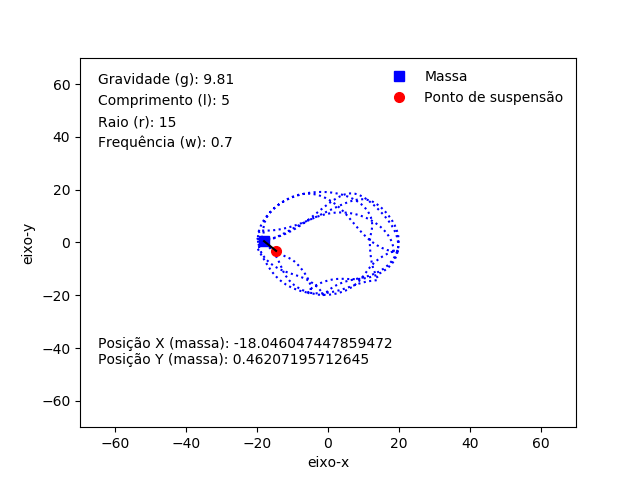 Gravidade (g): 9.81
Comprimento (l): 5
Raio (r): 15
Frequência (w): 0.7
Massa
Ponto de suspensão
60
40
20
0
−20
−40
−60
eixo-y
Posição X (massa): -18.046047447859472
Posição Y (massa): 0.46207195712645
−60
−40
−20
0
20
40
60
eixo-x